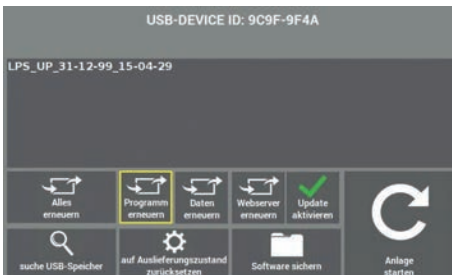 USB-DEVICE ID: 9C9F-9F4A
LPS_UP_31-12-99_15-04-29
Alles
erneuern
Programm
erneuern
Daten
erneuern
Webserver
erneuern
Update
aktivieren
suche USB-Speicher
auf Auslieferungszustand
zurücksetzen
Software sichern
Anlage
starten